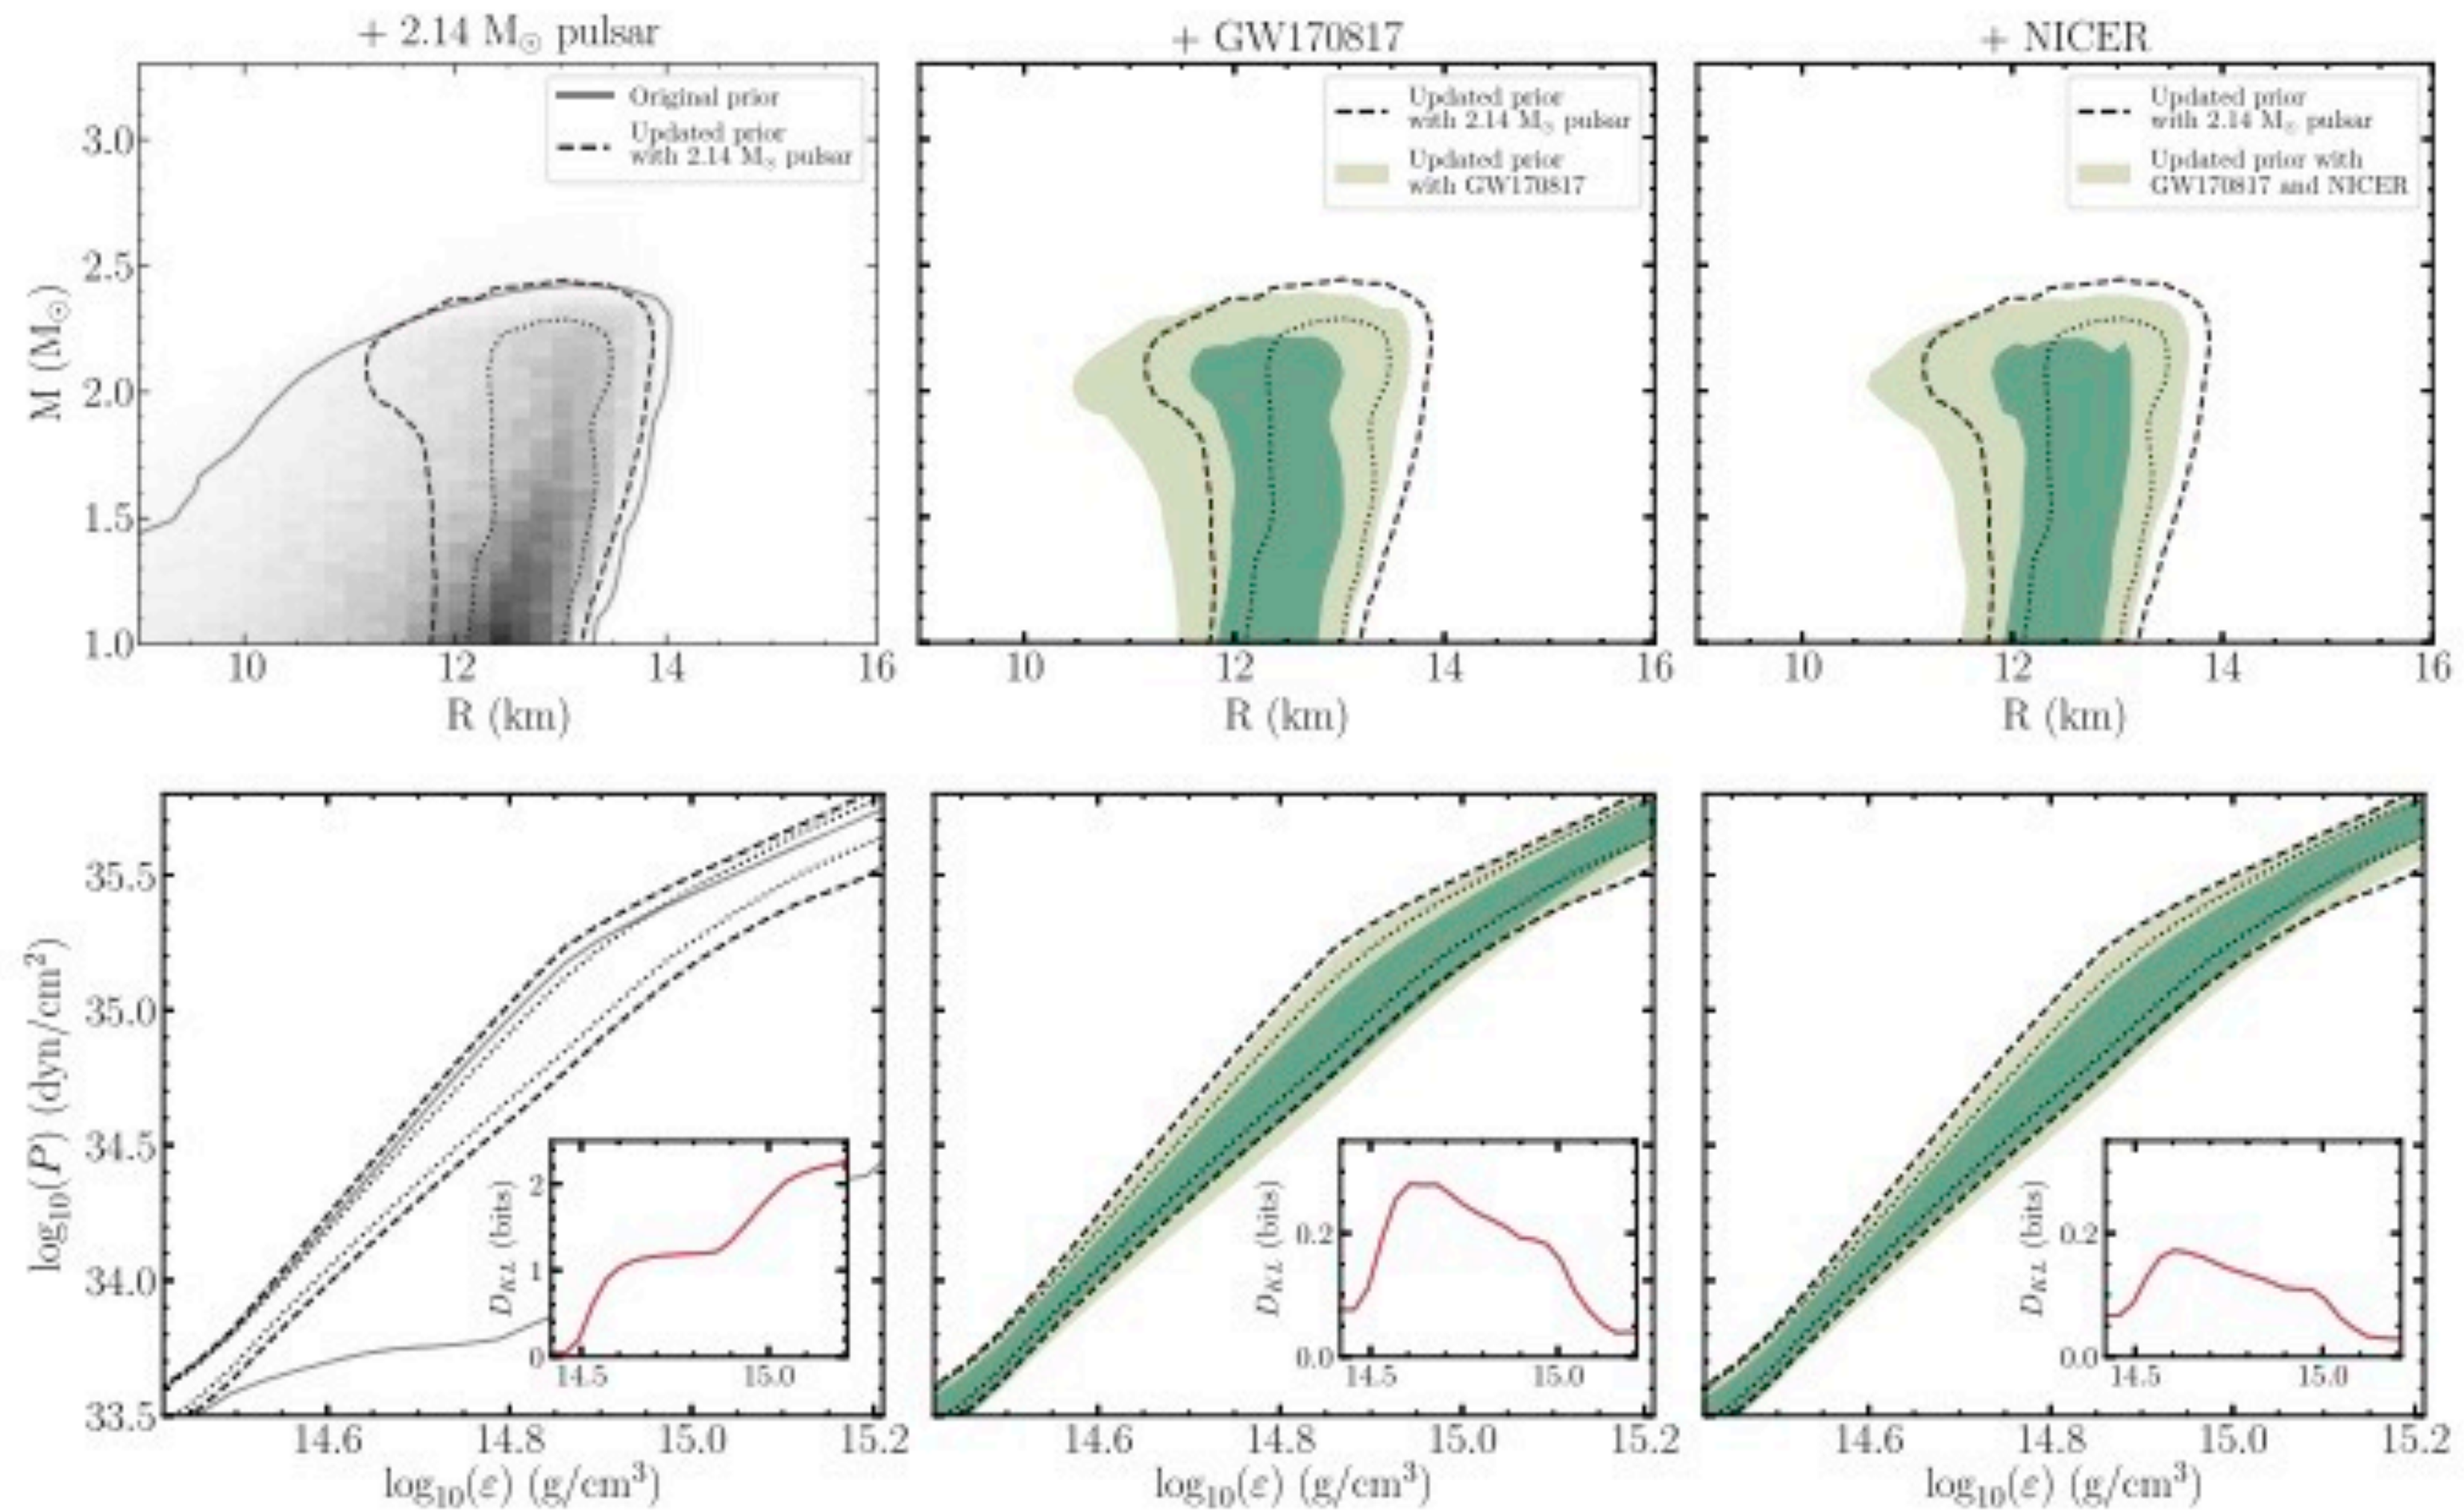 + 2.14 M⊙ pulsar
+ GW170817
+ NICER
Original prior
Updated prior
with 2.14 M⊙ pulsar
Updated prior
with 2.14 M⊙ pulsar
Updated prior
with GW170817
Updated prior
with 2.14 M⊙ pulsar
Updated prior with
GW170817 and NICER
M (M⊙)
3.0
2.5
2.0
1.5
1.0
10 12 14 16
10 12 14 16
10 12 14 16
R (km)
R (km)
R (km)
log₁₀(P) (dyn/cm²)
35.5
35.0
34.5
34.0
33.5
D_KL (bits)
2
1
0
14.5 15.0
D_KL (bits)
0.2
0.0
14.5 15.0
D_KL (bits)
0.2
0.0
14.5 15.0
14.6 14.8 15.0 15.2
14.6 14.8 15.0 15.2
14.6 14.8 15.0 15.2
log₁₀(ε) (g/cm³)
log₁₀(ε) (g/cm³)
log₁₀(ε) (g/cm³)